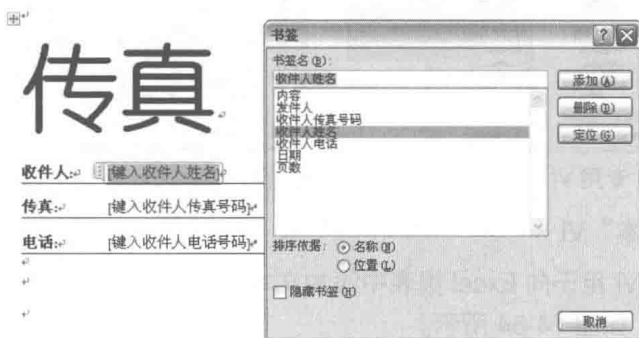 传真
收件人: [键入收件人姓名]
传真: [键入收件人传真号码]
电话: [键入收件人电话号码]
书签
书签名(B):
收件人姓名
添加(A)
内容
发件人
收件人传真号码
收件人姓名
收件人电话
日期
页数
删除(D)
定位(G)
排序依据: 名称(N)
位置(L)
隐藏书签(H)
取消